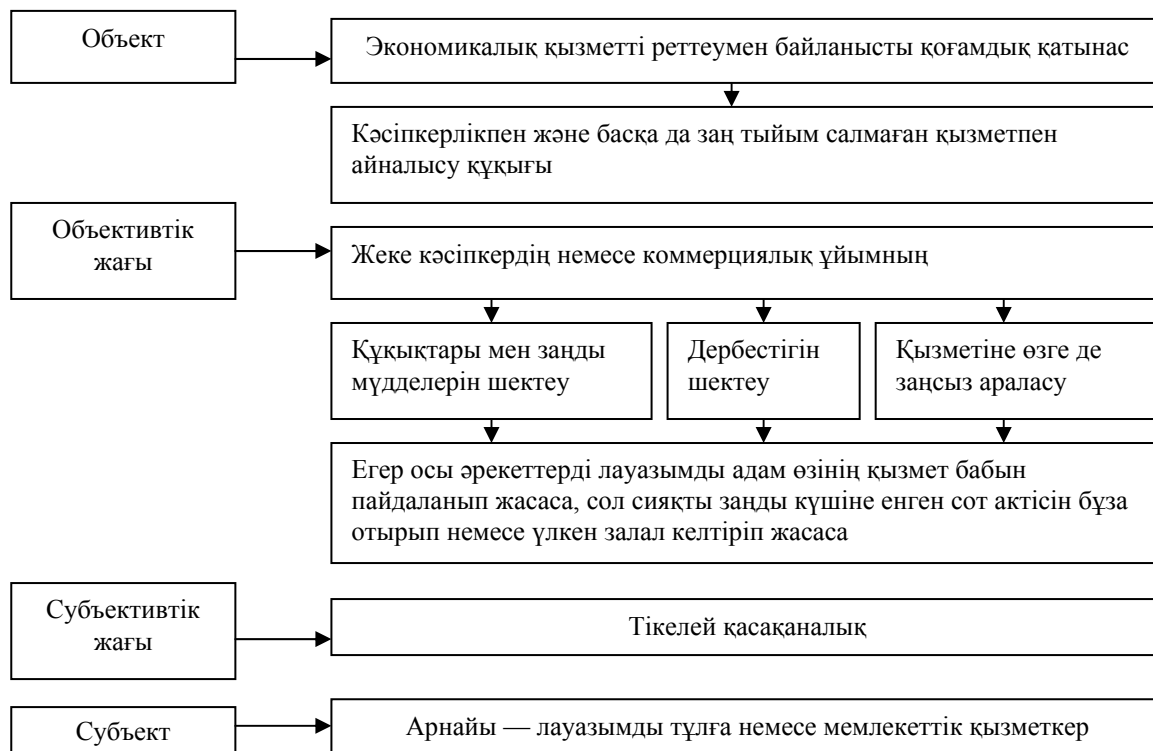 Объект
Экономикалық қызметті реттеумен байланысты қоғамдық қатынас
Кәсіпкерлікпен және басқа да заң тыйым салмаған қызметпен
айналысу құқығы
Объективтік
жағы
Жеке кәсіпкердің немесе коммерциялық ұйымның
Құқықтары мен заңды
мүдделерін шектеу
Дербестігін
шектеу
Қызметіне өзге де
заңсыз араласу
Егер осы әрекеттерді лауазымды адам өзінің қызмет бабын
пайдаланып жасаса, сол сияқты заңды күшіне енген сот актісін бұза
отырып немесе үлкен залал келтіріп жасаса
Субъективтік
жағы
Тікелей қасақаналық
Субъект
Арнайы — лауазымды тұлға немесе мемлекеттік қызметкер